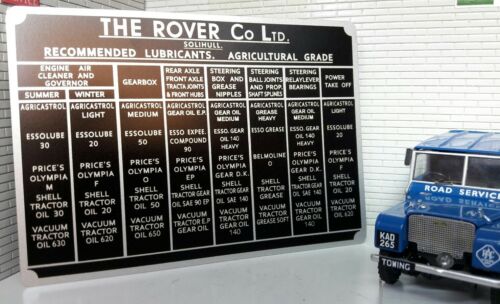 THE ROVER Co LTD.
SOLIHULL.
RECOMMENDED LUBRICANTS. AGRICULTURAL GRADE
ENGINE AIR CLEANER AND GOVERNOR
SUMMER
WINTER
GEARBOX
REAR AXLE FRONT AXLE TRACTA JOINTS & FRONT HUBS
STEERING BOX AND GREASE NIPPLES
STEERING BALL JOINTS AND PROP. SHAFT SPLINES
STEERING RELAYLEVER BEARINGS
POWER TAKE OFF
AGRICASTROL
ESSOLUBE 30
PRICE'S OLYMPIA M
SHELL TRACTOR OIL 30
VACUUM TRACTOR OIL 630
AGRICASTROL LIGHT
ESSOLUBE 20
PRICE'S OLYMPIA F
SHELL TRACTOR OIL 20
VACUUM TRACTOR OIL 620
AGRICASTROL MEDIUM
ESSOLUBE 50
PRICE'S OLYMPIA O
SHELL TRACTOR OIL 50
VACUUM TRACTOR OIL 650
AGRICASTROL GEAR OIL E.P.
ESSO EXPEE. COMPOUND 90
PRICE'S OLYMPIA EP
SHELL TRACTOR GEAR OIL SAE 90 EP
VACUUM TRACTOR E.P GEAR OIL
AGRICASTROL GEAR OIL MEDIUM
ESSO. GEAR OIL 140 HEAVY
PRICE'S OLYMPIA GEAR D.K.
SHELL TRACTOR GEAR OIL SAE 140
VACUUM TRACTOR GEAR OIL 140
AGRICASTROL GREASE HEAVY
ESSO GREASE
BELMOLINE
SHELL TRACTOR GREASE
VACUUM TRACTOR GREASE SOFT
AGRICASTROL GEAR OIL MEDIUM
ESSO GEAR OIL 140 HEAVY
PRICE'S OLYMPIA GEAR D.K.
SHELL TRACTOR GEAR OIL SAE 140
VACUUM TRACTOR GEAR OIL 140
AGRICASTROL LIGHT
ESSOLUBE 20
PRICE'S OLYMPIA F
SHELL TRACTOR OIL 20
VACUUM TRACTOR OIL 620
ROAD SERVICE
KAD 265
TOWING